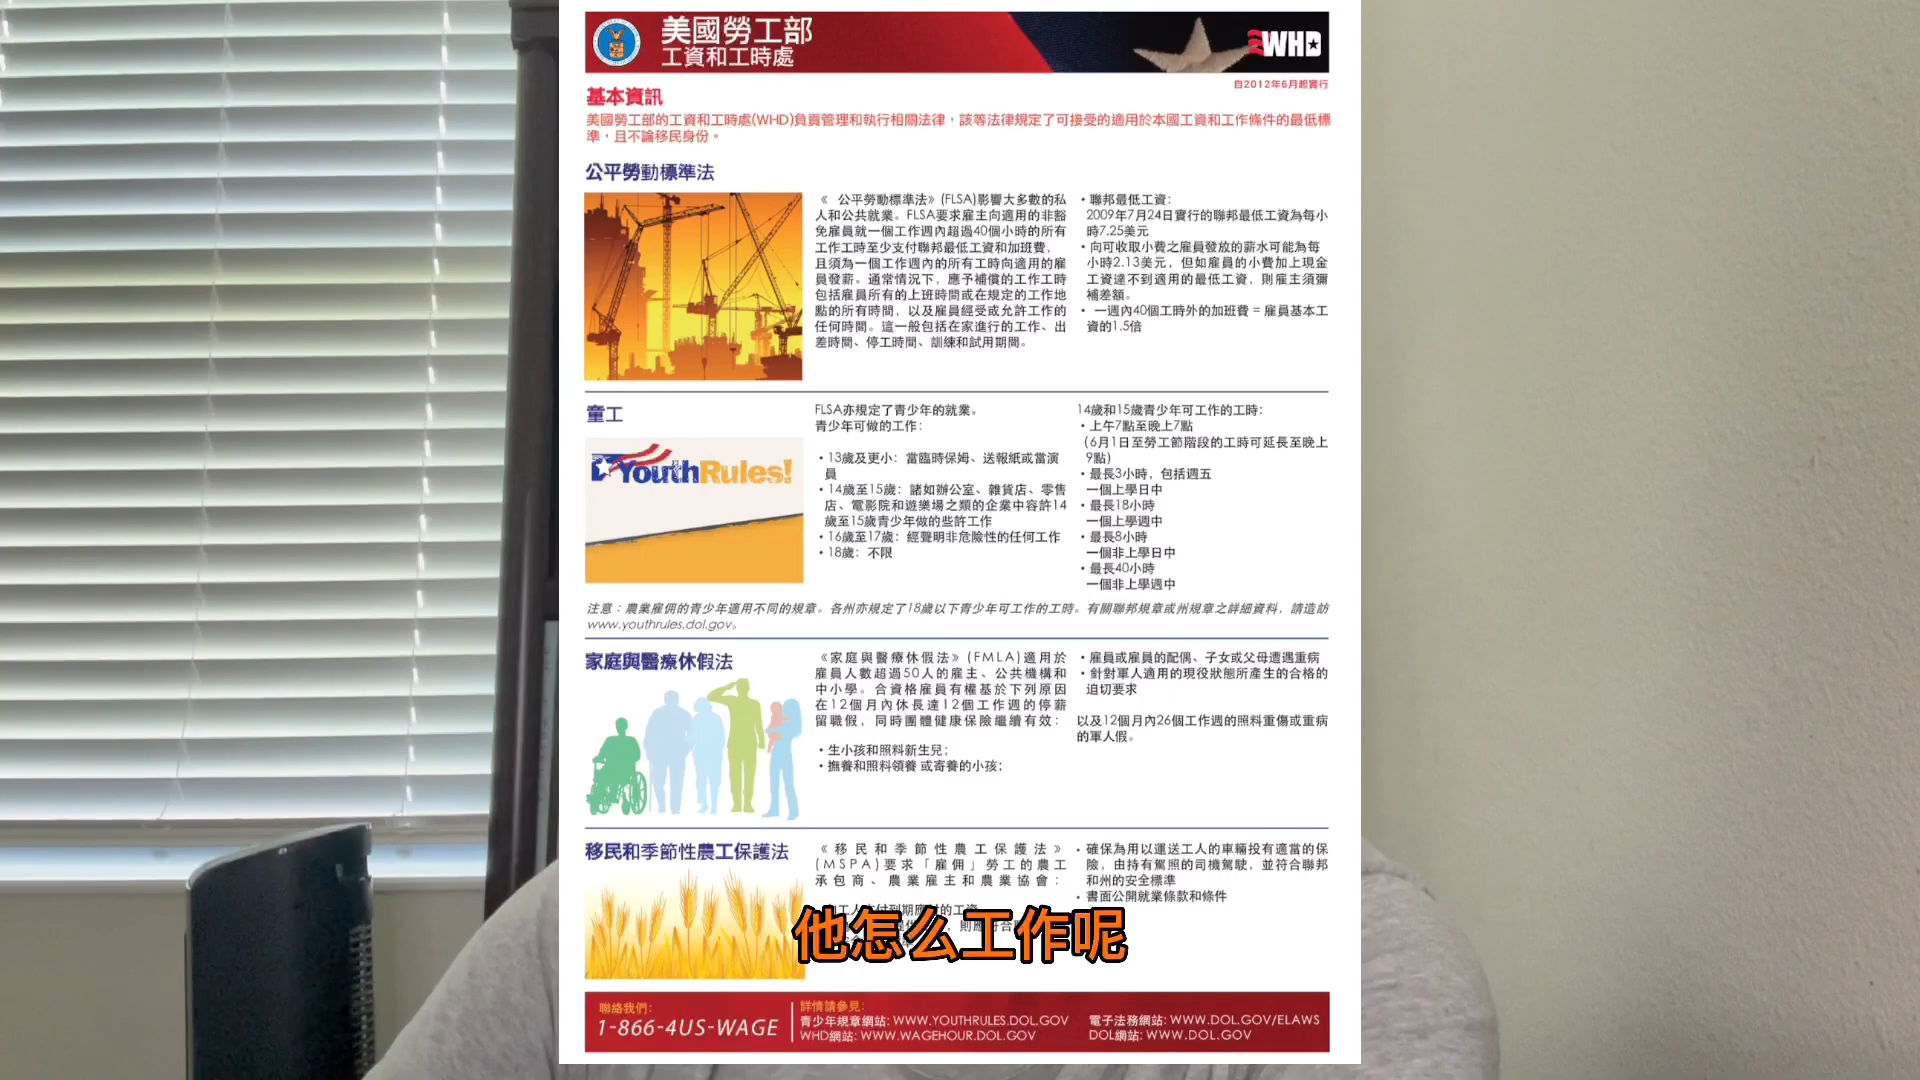 美國勞工部
工資和工時處
WHD
自2012年6月起實行
基本資訊
美國勞工部的工資和工時處(WHD)負責管理和執行相關法律，該等法律規定了可接受的適用於本國工資和工作條件的最低標
準，且不論移民身份。
公平勞動標準法
《 公平勞動標準法》(FLSA)影響大多數的私
人和公共就業。FLSA要求雇主向適用的非豁
免雇員就一個工作週內超過40個小時的所有
工作工時至少支付聯邦最低工資和加班費，
且須為一個工作週內的所有工時向適用的雇
員發薪。通常情況下，應予補償的工作工時
包括雇員所有的上班時間或在規定的工作地
點的所有時間，以及雇員經受或允許工作的
任何時間。這一般包括在家進行的工作、出
差時間、停工時間、訓練和試用期間。
• 聯邦最低工資：
2009年7月24日實行的聯邦最低工資為每小
時7.25美元
• 向可收取小費之雇員發放的薪水可能為每
小時2.13美元，但如雇員的小費加上現金
工資達不到適用的最低工資，則雇主須彌
補差額。
• 一週內40個工時外的加班費 = 雇員基本工
資的1.5倍
童工
YouthRules!
FLSA亦規定了青少年的就業。
青少年可做的工作：
• 13歲及更小：當臨時保姆、送報紙或當演
員
• 14歲至15歲：諸如辦公室、雜貨店、零售
店、電影院和遊樂場之類的企業中容許14
歲至15歲青少年做的些許工作
• 16歲至17歲：經聲明非危險性的任何工作
• 18歲：不限
14歲和15歲青少年可工作的工時：
• 上午7點至晚上7點
（6月1日至勞工節階段的工時可延長至晚上
9點）
• 最長3小時，包括週五
一個上學日中
• 最長18小時
一個上學週中
• 最長8小時
一個非上學日中
• 最長40小時
一個非上學週中
注意：農業雇佣的青少年適用不同的規章。各州亦規定了18歲以下青少年可工作的工時。有關聯邦規章或州規章之詳細資料，請造訪
www.youthrules.dol.gov。
家庭與醫療休假法
《家庭與醫療休假法》(FMLA)適用於
雇員人數超過50人的雇主、公共機構和
中小學。合資格雇員有權基於下列原因
在12個月內休長達12個工作週的停薪
留職假，同時團體健康保險繼續有效：
• 生小孩和照料新生兒；
• 撫養和照料領養 或寄養的小孩；
• 雇員或雇員的配偶、子女或父母遭遇重病
• 針對軍人適用的現役狀態所產生的合格的
迫切要求
以及12個月內26個工作週的照料重傷或重病
的軍人假。
移民和季節性農工保護法
《移民和季節性農工保護法》
(MSPA)要求「雇佣」勞工的農工
承包商、農業雇主和農業協會：
• 確保為用以運送工人的車輛投有適當的保
險，由持有駕照的司機駕駛，並符合聯邦
和州的安全標準
• 書面公開就業條款和條件
他怎么工作呢
聯絡我們:
1-866-4US-WAGE
詳情請參見:
青少年規章網站: WWW.YOUTHRULES.DOL.GOV
WHD網站: WWW.WAGEHOUR.DOL.GOV
電子法務網站: WWW.DOL.GOV/ELAWS
DOL網站: WWW.DOL.GOV